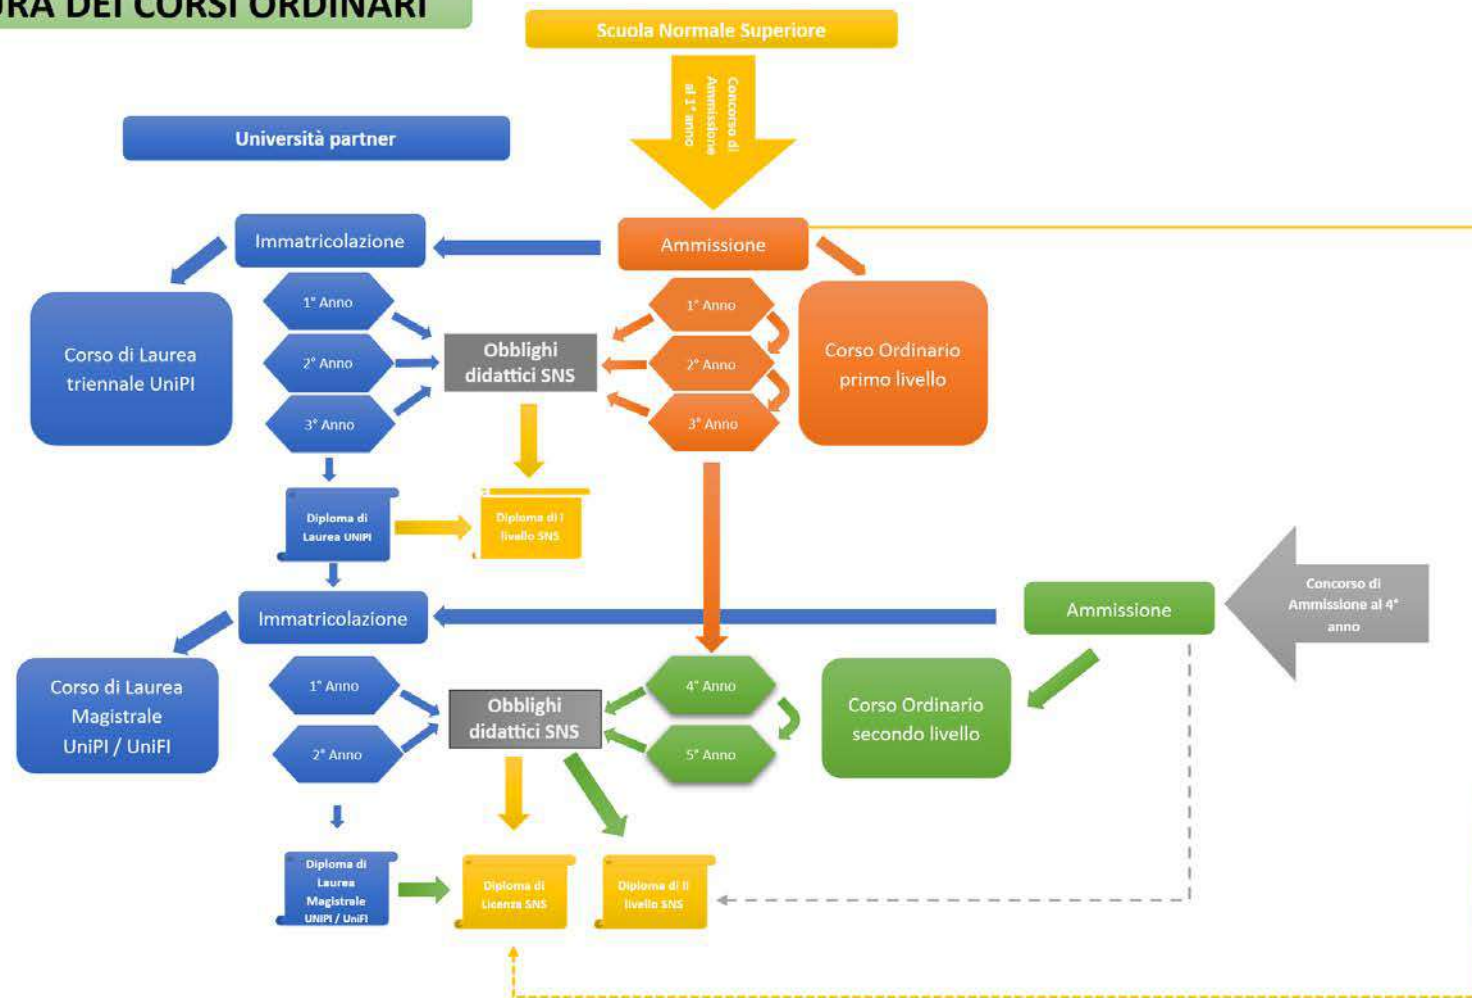 URA DEI CORSI ORDINARI
Scuola Normale Superiore
Concorso di
Ammissione
al 1° anno
Università partner
Immatricolazione
Ammissione
1° Anno
1° Anno
Corso di Laurea
triennale UniPI
2° Anno
Obblighi
didattici SNS
2° Anno
Corso Ordinario
primo livello
3° Anno
3° Anno
Diploma di
Laurea UNIPI
Diploma di I
livello SNS
Concorso di
Ammissione al 4°
anno
Immatricolazione
Ammissione
Corso di Laurea
Magistrale
UniPI / UniFI
1° Anno
2° Anno
Obblighi
didattici SNS
4° Anno
5° Anno
Corso Ordinario
secondo livello
Diploma di
Laurea
Magistrale
UNIPI / UniFI
Diploma di
Licenza SNS
Diploma di II
livello SNS